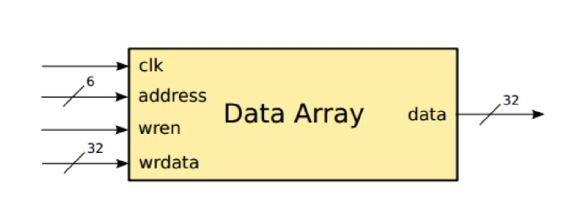 clk
6
address
wren
32
wrdata
Data Array
data
32